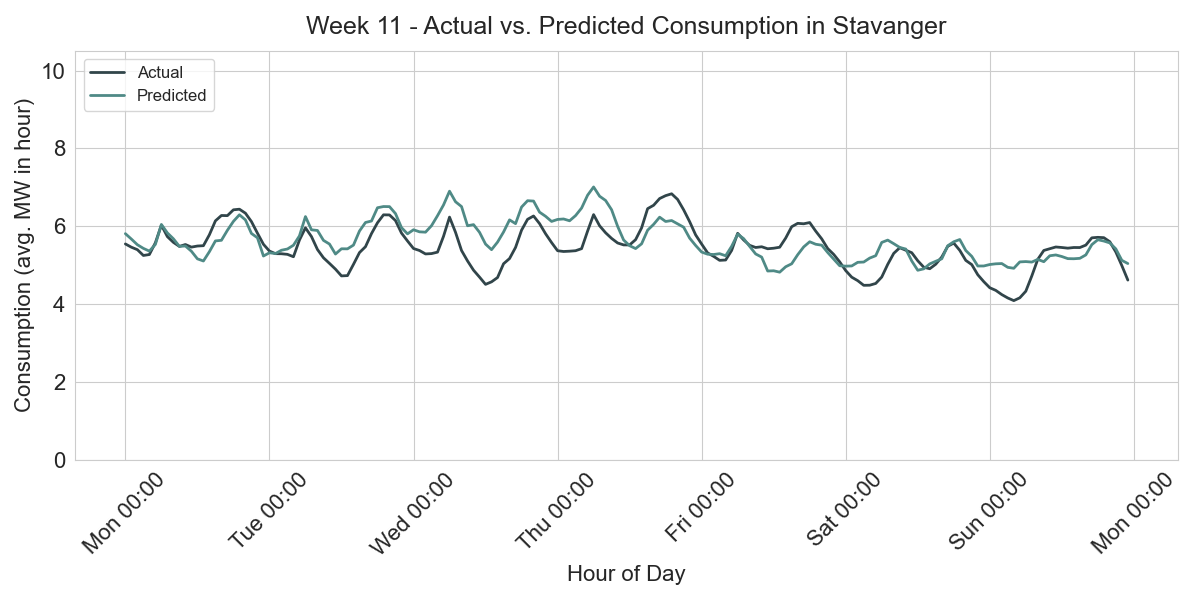 Week 11 - Actual vs. Predicted Consumption in Stavanger
Actual
Predicted
Consumption (avg. MW in hour)
10
8
6
4
2
0
Mon 00:00
Tue 00:00
Wed 00:00
Thu 00:00
Fri 00:00
Sat 00:00
Sun 00:00
Mon 00:00
Hour of Day